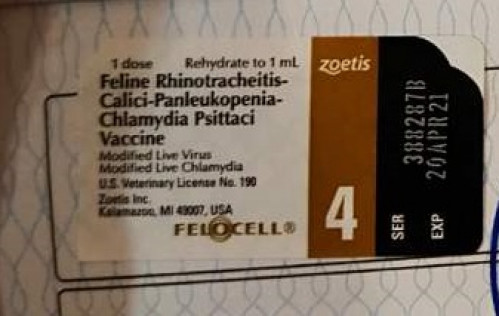 1 dose Rehydrate to 1 mL
Feline Rhinotracheitis-
Calici-Panleukopenia-
Chlamydia Psittaci
Vaccine
Modified Live Virus
Modified Live Chlamydia
U.S. Veterinary License No. 190
Zoetis Inc.
Kalamazoo, MI 49007, USA
FELOCELL®
zoetis
4
SER 388287B
EXP 20APR21